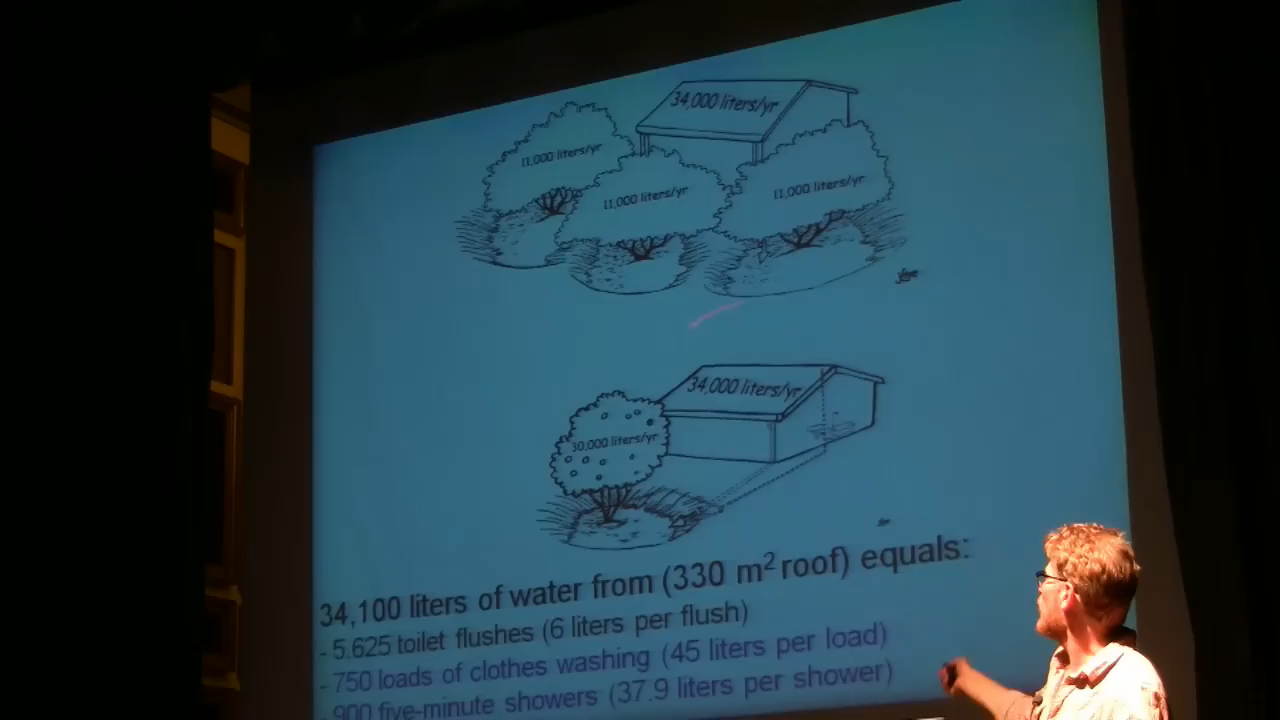 34,000 liters/yr
11,000 liters/yr
11,000 liters/yr
11,000 liters/yr
34,000 liters/yr
30,000 liters/yr
34,100 liters of water from (330 m² roof) equals:
- 5.625 toilet flushes (6 liters per flush)
- 750 loads of clothes washing (45 liters per load)
- 900 five-minute showers (37.9 liters per shower)